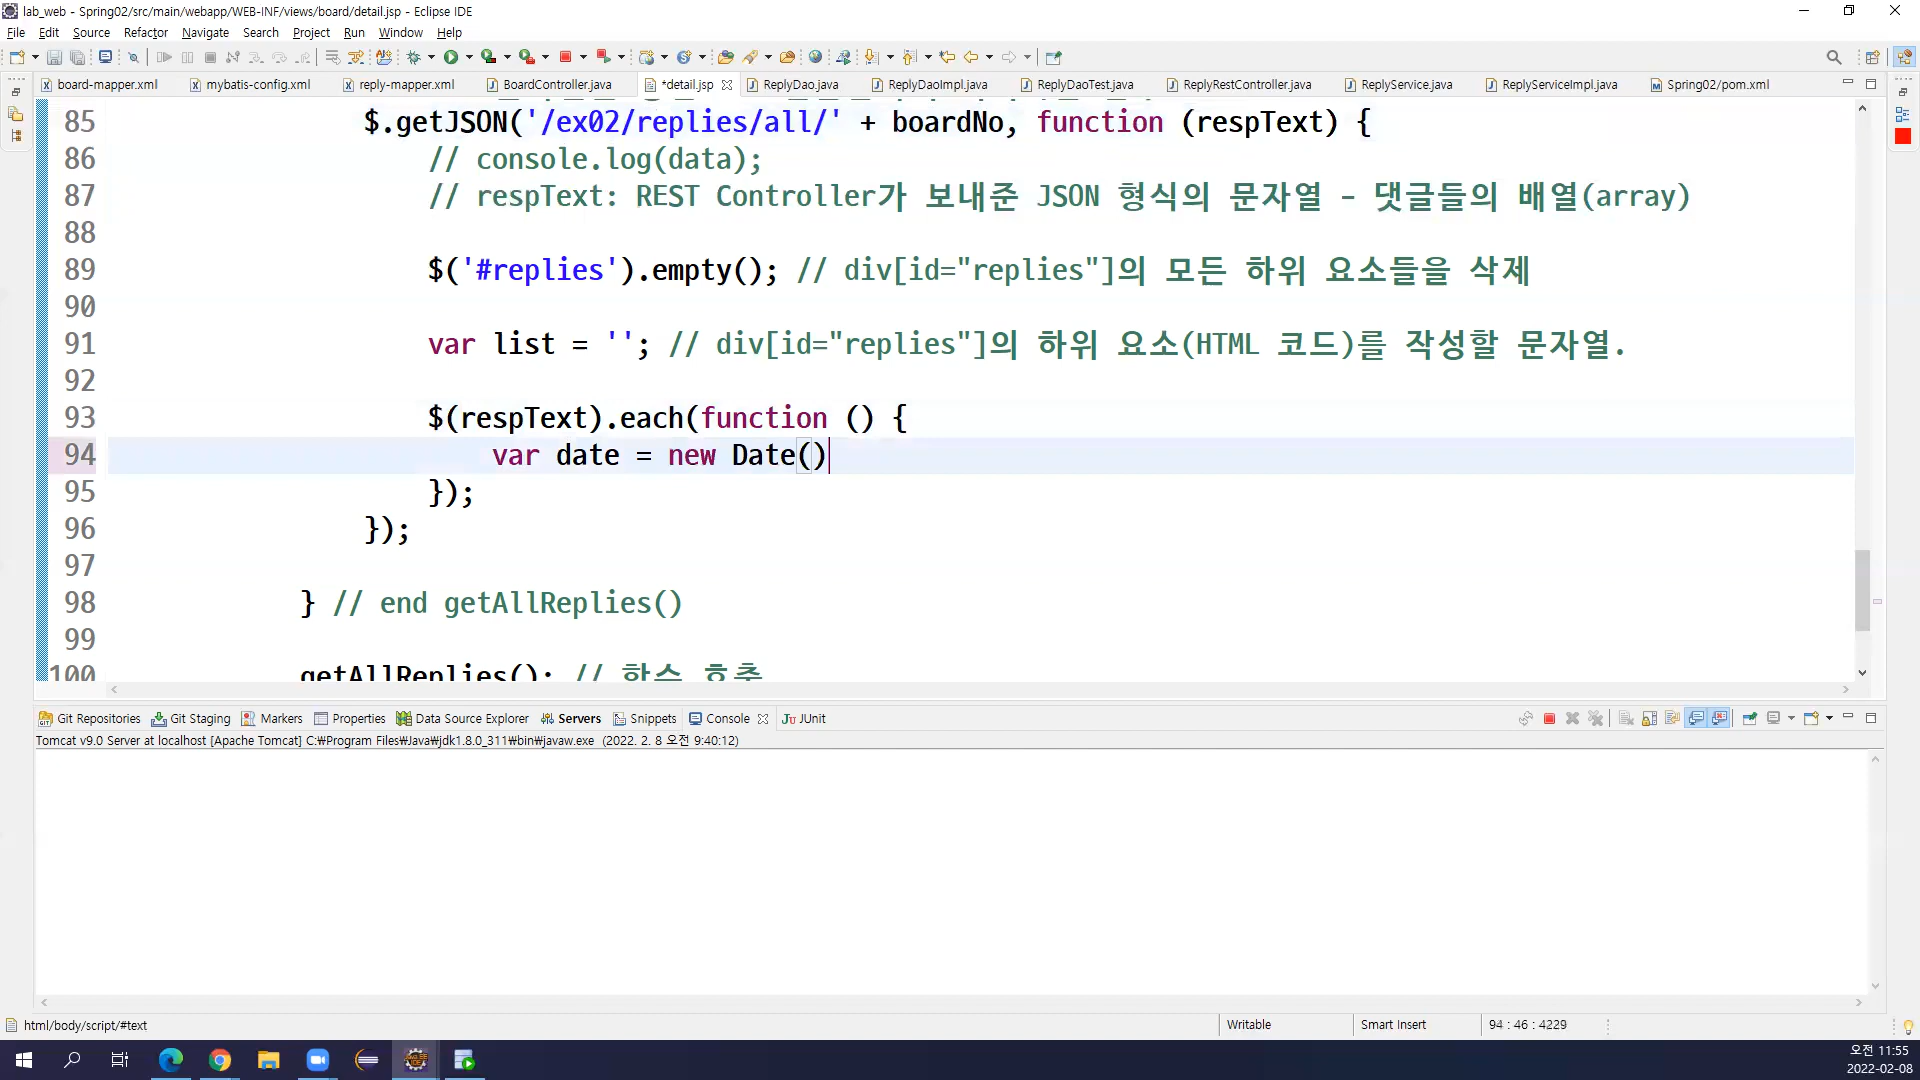 lab_web - Spring02/src/main/webapp/WEB-INF/views/board/detail.jsp - Eclipse IDE
File Edit Source Refactor Navigate Search Project Run Window Help
board-mapper.xml mybatis-config.xml reply-mapper.xml BoardController.java *detail.jsp ReplyDao.java ReplyDaoImpl.java ReplyDaoTest.java ReplyRestController.java ReplyService.java ReplyServiceImpl.java Spring02/pom.xml
85 $.getJSON('/ex02/replies/all/' + boardNo, function (respText) {
86 // console.log(data);
87 // respText: REST Controller가 보내준 JSON 형식의 문자열 - 댓글들의 배열(array)
88
89 $('#replies').empty(); // div[id="replies"]의 모든 하위 요소들을 삭제
90
91 var list = ''; // div[id="replies"]의 하위 요소(HTML 코드)를 작성할 문자열.
92
93 $(respText).each(function () {
94 var date = new Date()
95 });
96 });
97
98 } // end getAllReplies()
99
100 getAllReplies(); // 함수 호출
Git Repositories Git Staging Markers Properties Data Source Explorer Servers Snippets Console JUnit
Tomcat v9.0 Server at localhost [Apache Tomcat] C:₩Program Files₩Java₩jdk1.8.0_311₩bin₩javaw.exe (2022. 2. 8 오전 9:40:12)
html/body/script/#text Writable Smart Insert 94 : 46 : 4229
오전 11:55
2022-02-08